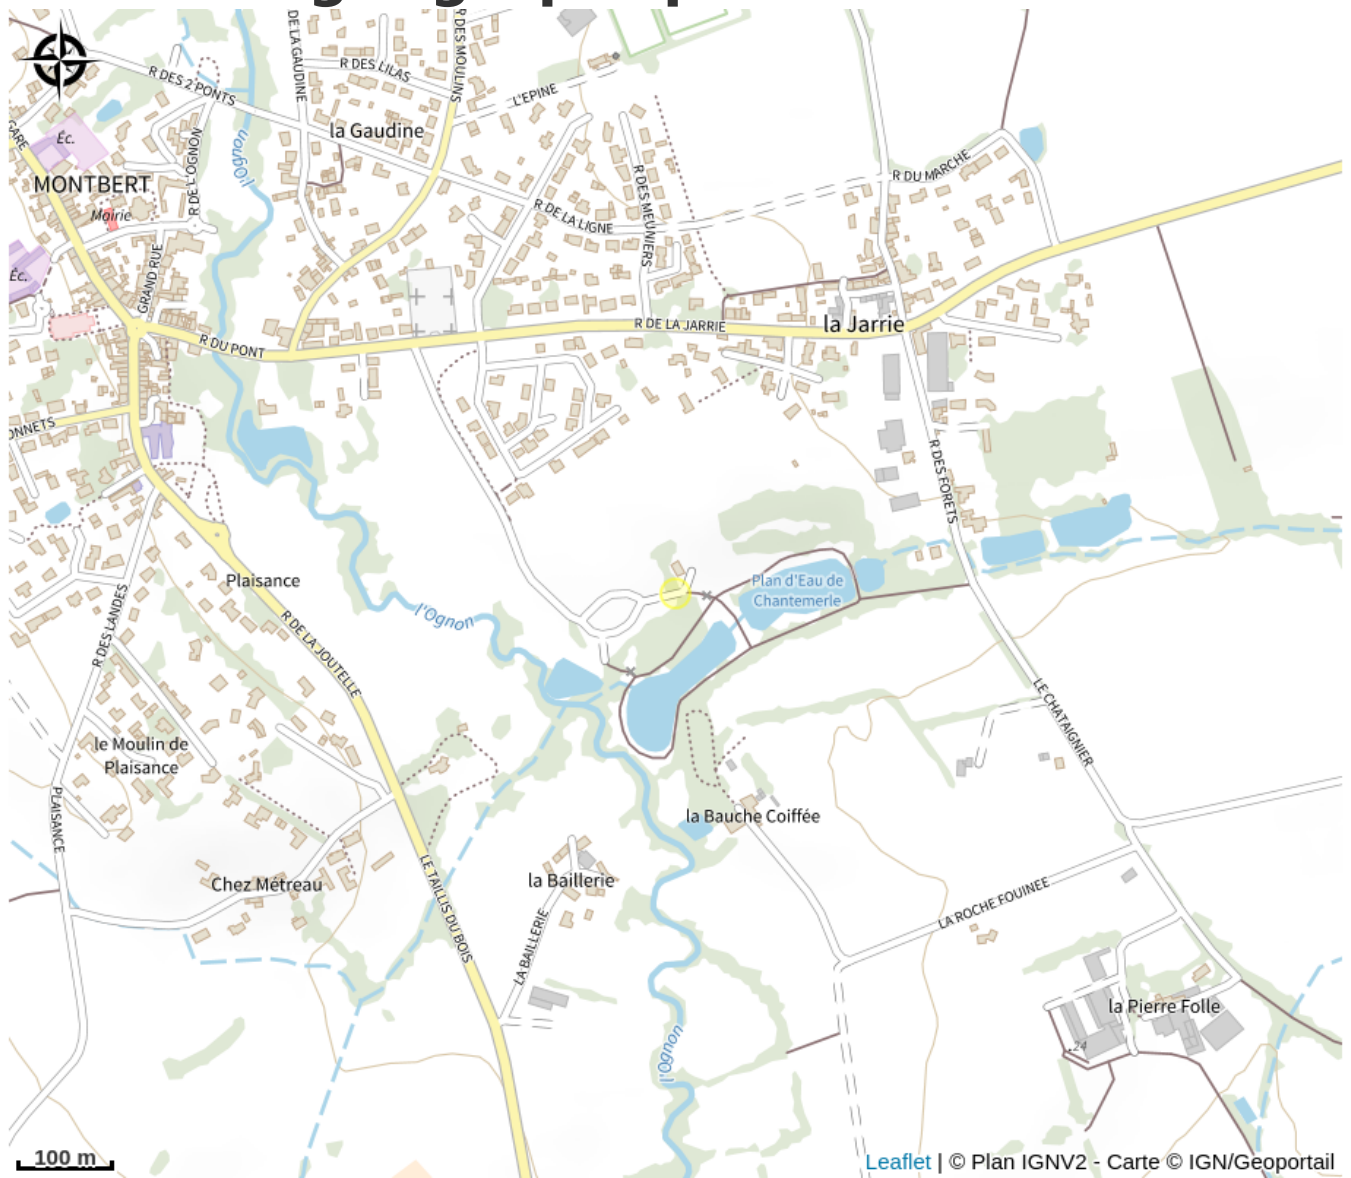 R DES 2 PONTS
DE LA GAUDINE
R DES LILAS
R DES MOULINS
L'EPINE
la Gaudine
GARE
Éc.
MONTBERT
Mairie
R DE L'OGNON
l'Ognon
R DE LA LIGNE
R DES MEUNIERS
R DU MARCHE
Éc.
GRAND RUE
R DU PONT
R DE LA JARRIE
la Jarrie
ONNETS
R DES FORETS
Plaisance
l'Ognon
Plan d'Eau de
Chantemerle
R DES LANDES
R DE LA JOUTELLE
LE CHATAIGNIER
le Moulin de
Plaisance
PLAISANCE
la Bauche Coiffée
Chez Métreau
la Baillerie
LE TAILLIS DU BOIS
LA BAILLERIE
LA ROCHE FOUINEE
la Pierre Folle
24
l'Ognon
100 m
Leaflet | © Plan IGNV2 - Carte © IGN/Geoportail